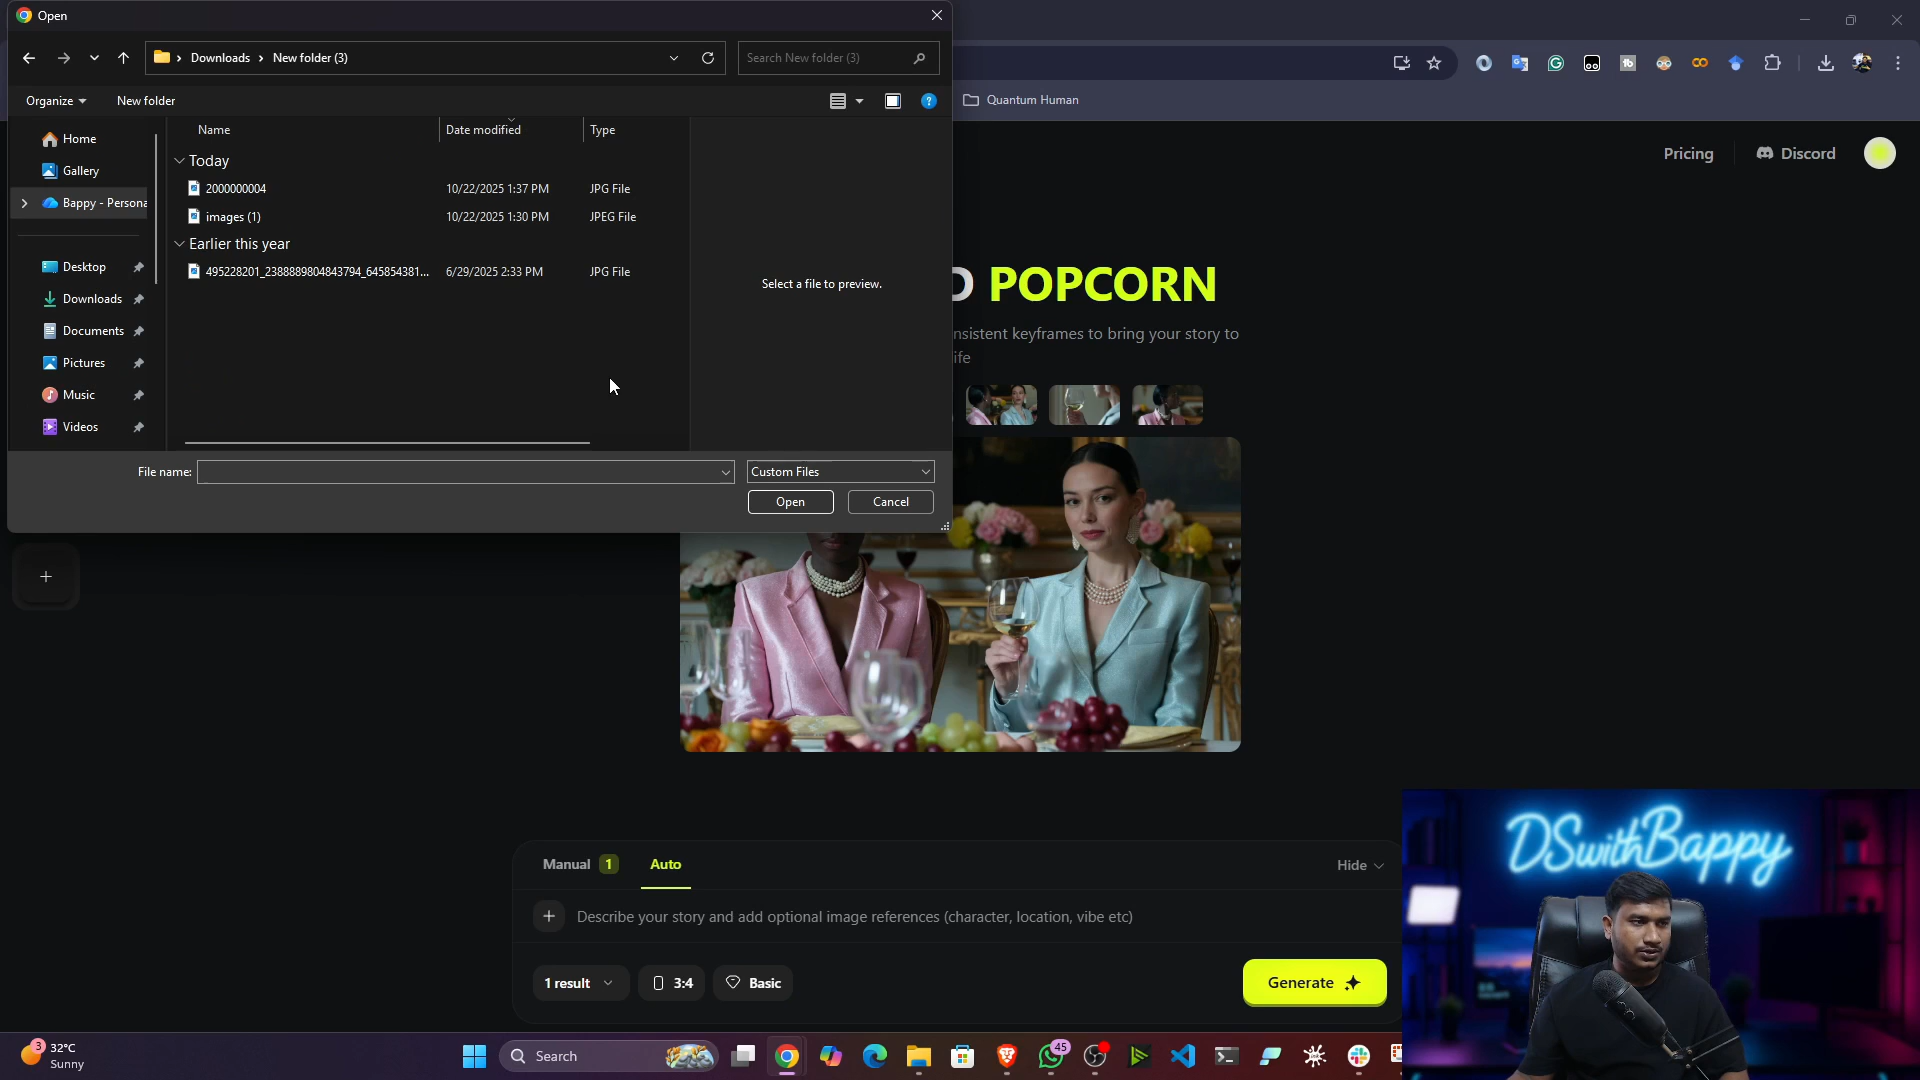 Open
Downloads > New folder (3)
Search New folder (3)
Organize
New folder
Quantum Human
Name
Date modified
Type
Home
Gallery
Bappy - Persona
Desktop
Downloads
Documents
Pictures
Music
Videos
Today
2000000004 10/22/2025 1:37 PM JPG File
images (1) 10/22/2025 1:30 PM JPEG File
Earlier this year
495228201_2388889804843794_645854381... 6/29/2025 2:33 PM JPG File
Select a file to preview.
File name:
Custom Files
Open
Cancel
Pricing
Discord
POPCORN
nsistent keyframes to bring your story to
ife
Manual 1
Auto
Hide
Describe your story and add optional image references (character, location, vibe etc)
1 result
3:4
Basic
Generate
DSwithBappy
3
32°C
Sunny
Search
45